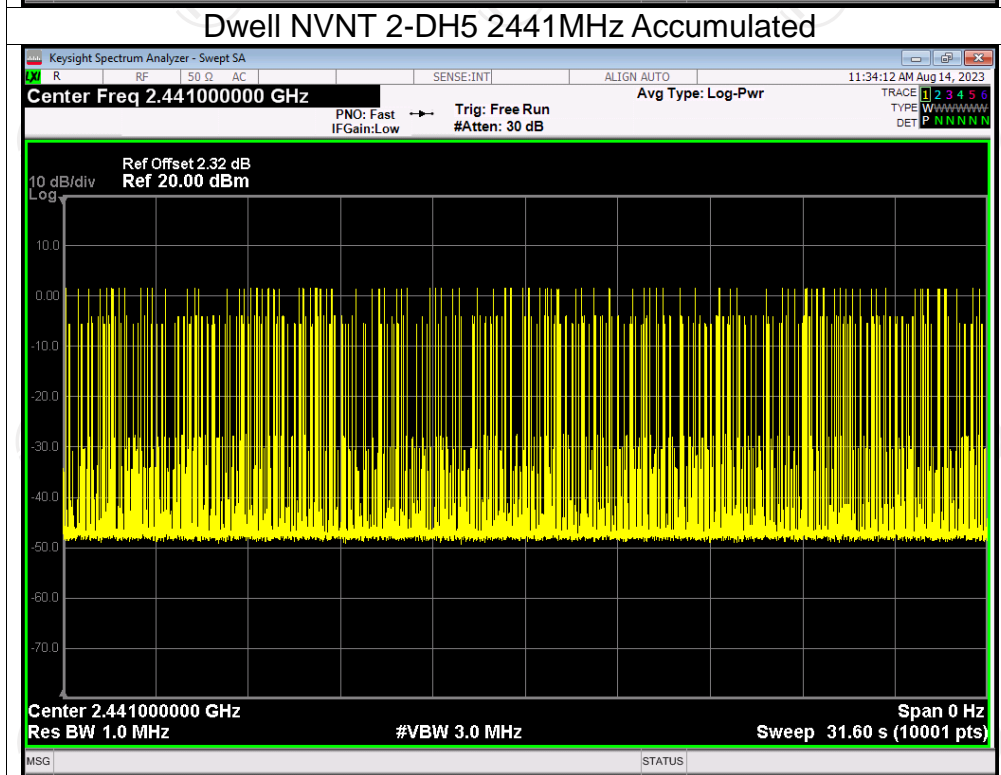 Dwell NVNT 2-DH5 2441MHz Accumulated
Keysight Spectrum Analyzer - Swept SA
LXI R RF 50 Ω AC SENSE:INT ALIGN AUTO 11:34:12 AM Aug 14, 2023
Center Freq 2.441000000 GHz Avg Type: Log-Pwr TRACE 1 2 3 4 5 6
PNO: Fast Trig: Free Run TYPE WWWWWW
IFGain:Low #Atten: 30 dB DET P N N N N N
Ref Offset 2.32 dB
10 dB/div Ref 20.00 dBm
Log
10.0
0.00
-10.0
-20.0
-30.0
-40.0
-50.0
-60.0
-70.0
Center 2.441000000 GHz Span 0 Hz
Res BW 1.0 MHz #VBW 3.0 MHz Sweep 31.60 s (10001 pts)
MSG STATUS